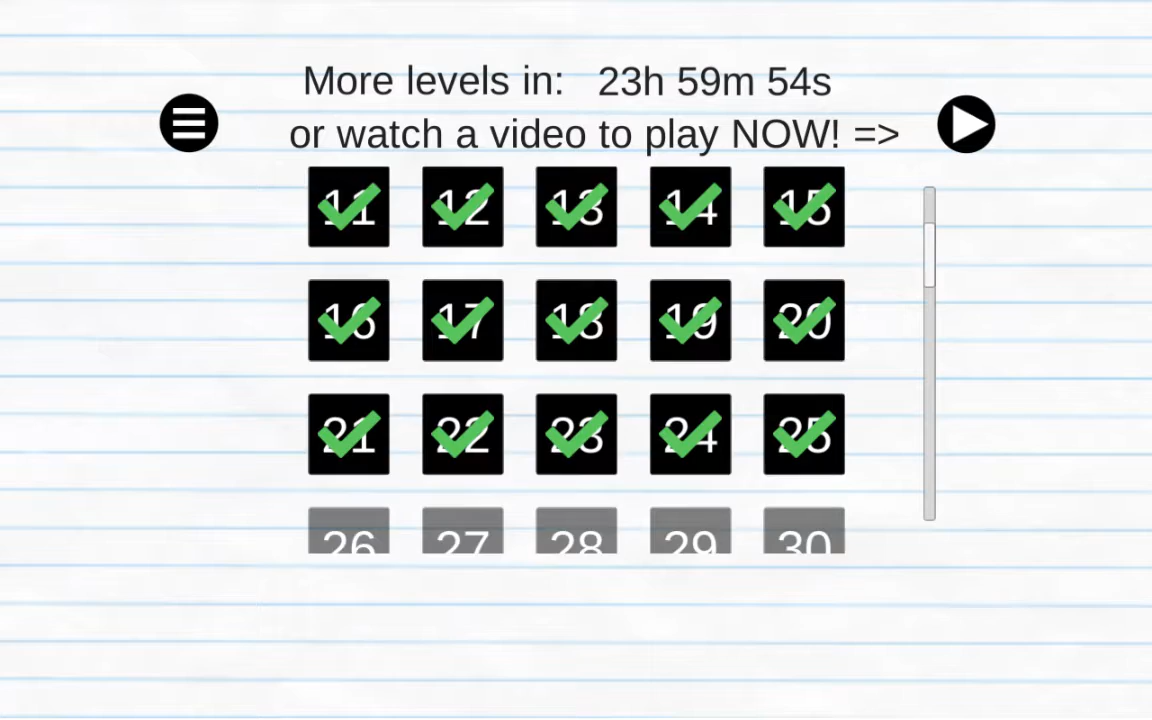 More levels in: 23h 59m 54s
or watch a video to play NOW! =>
11 12 13 14 15
16 17 18 19 20
21 22 23 24 25
26 27 28 29 30